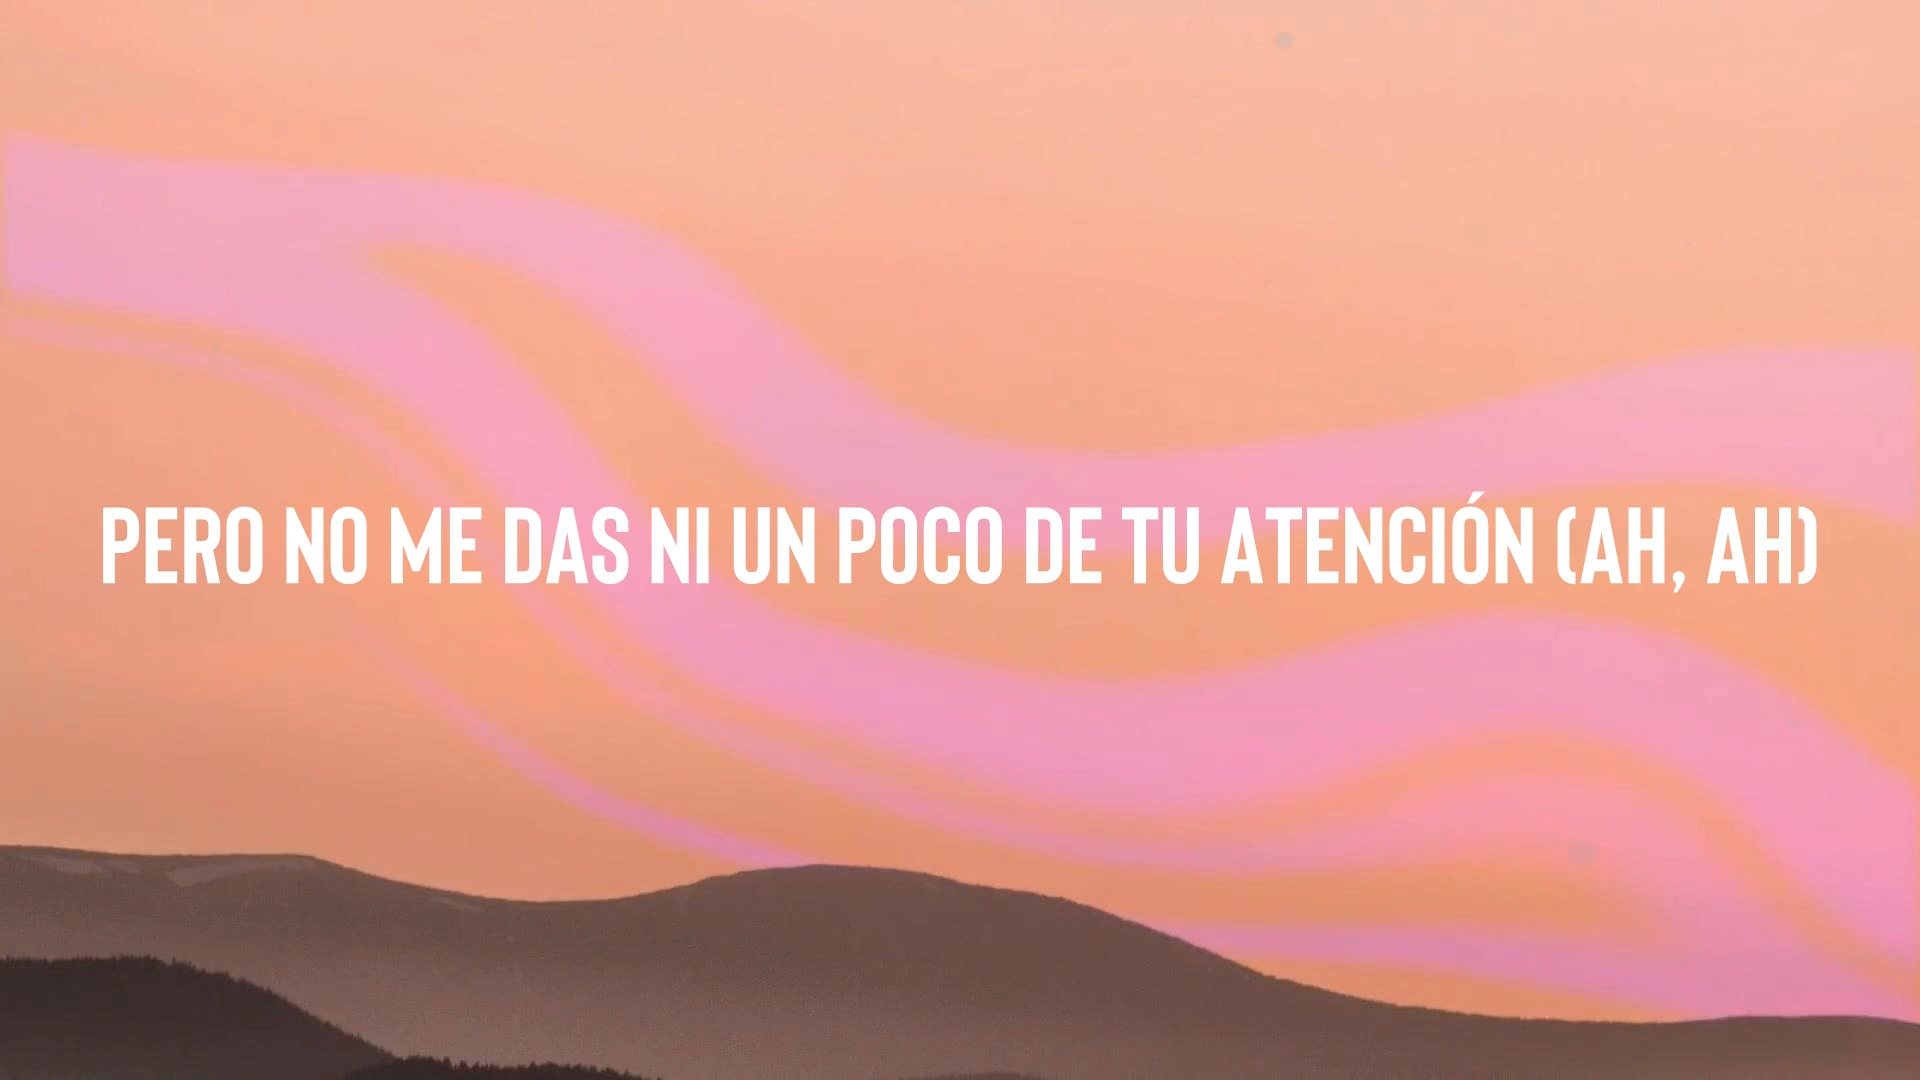 PERO NO ME DAS NI UN POCO DE TU ATENCIÓN (AH, AH)